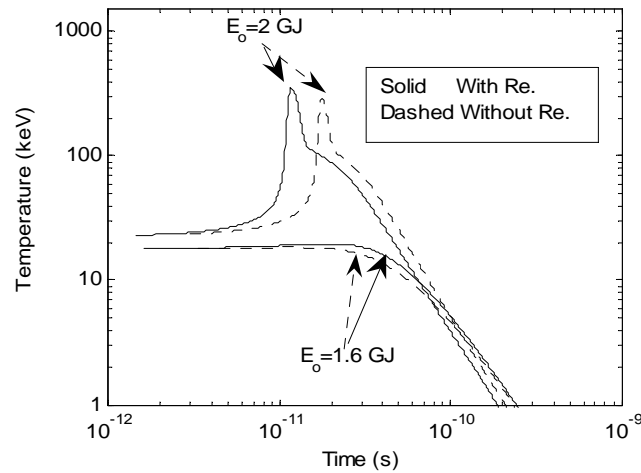 E_o=2 GJ
Solid With Re.
Dashed Without Re.
E_o=1.6 GJ
Temperature (keV)
1000
100
10
1
10^-12
10^-11
10^-10
10^-9
Time (s)